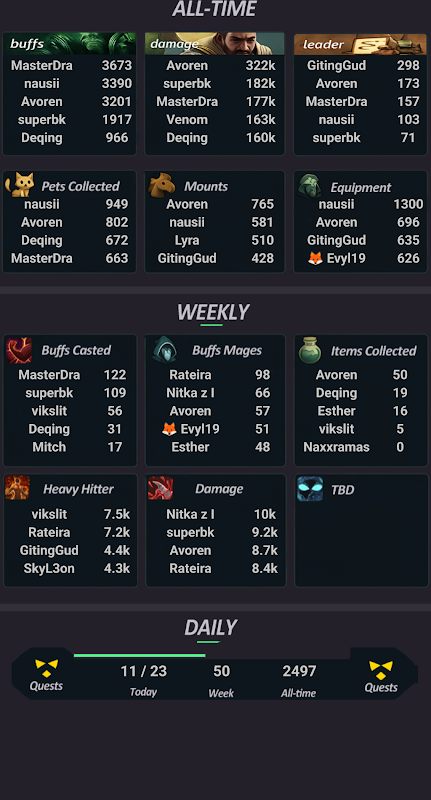 ALL-TIME
buffs
MasterDra 3673
nausii 3390
Avoren 3201
superbk 1917
Deqing 966
damage
Avoren 322k
superbk 182k
MasterDra 177k
Venom 163k
Deqing 160k
leader
GitingGud 298
Avoren 173
MasterDra 157
nausii 103
superbk 71
Pets Collected
nausii 949
Avoren 802
Deqing 672
MasterDra 663
Mounts
Avoren 765
nausii 581
Lyra 510
GitingGud 428
Equipment
nausii 1300
Avoren 696
GitingGud 635
🦊 Evyl19 626
WEEKLY
Buffs Casted
MasterDra 122
superbk 109
vikslit 56
Deqing 31
Mitch 17
Buffs Mages
Rateira 98
Nitka z I 66
Avoren 57
🦊 Evyl19 51
Esther 48
Items Collected
Avoren 50
Deqing 19
Esther 16
vikslit 5
Naxxramas 0
Heavy Hitter
vikslit 7.5k
Rateira 7.2k
GitingGud 4.4k
SkyL3on 4.3k
Damage
Nitka z I 10k
superbk 9.2k
Avoren 8.7k
Rateira 8.4k
TBD
DAILY
Quests
11 / 23
Today
50
Week
2497
All-time
Quests